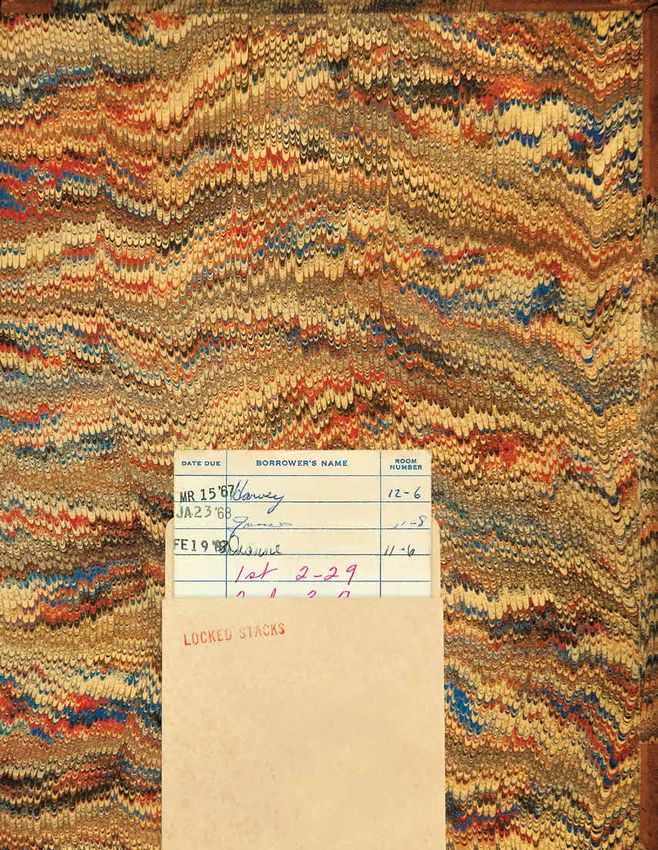 DATE DUE BORROWER'S NAME ROOM NUMBER
MR 15 '67 Harvey 12-6
JA 23 '68 11-8
FE 19 '68 11-6
1st 2-29
LOCKED STACKS